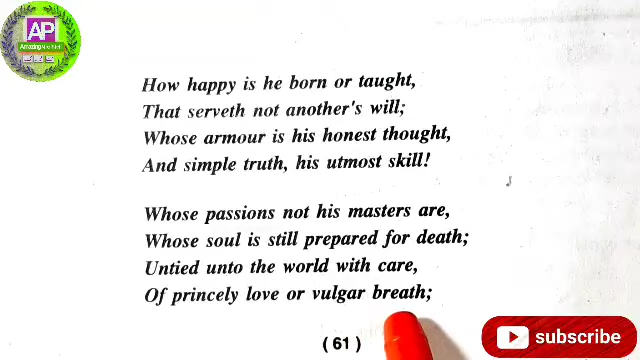 API
Amazing
How happy is he born or taught,
That serveth not another's will;
Whose armour is his honest thought,
And simple truth, his utmost skill!
Whose passions not his masters are,
Whose soul is still prepared for death;
Untied unto the world with care,
Of princely love or vulgar breath;
( 61 )
subscribe